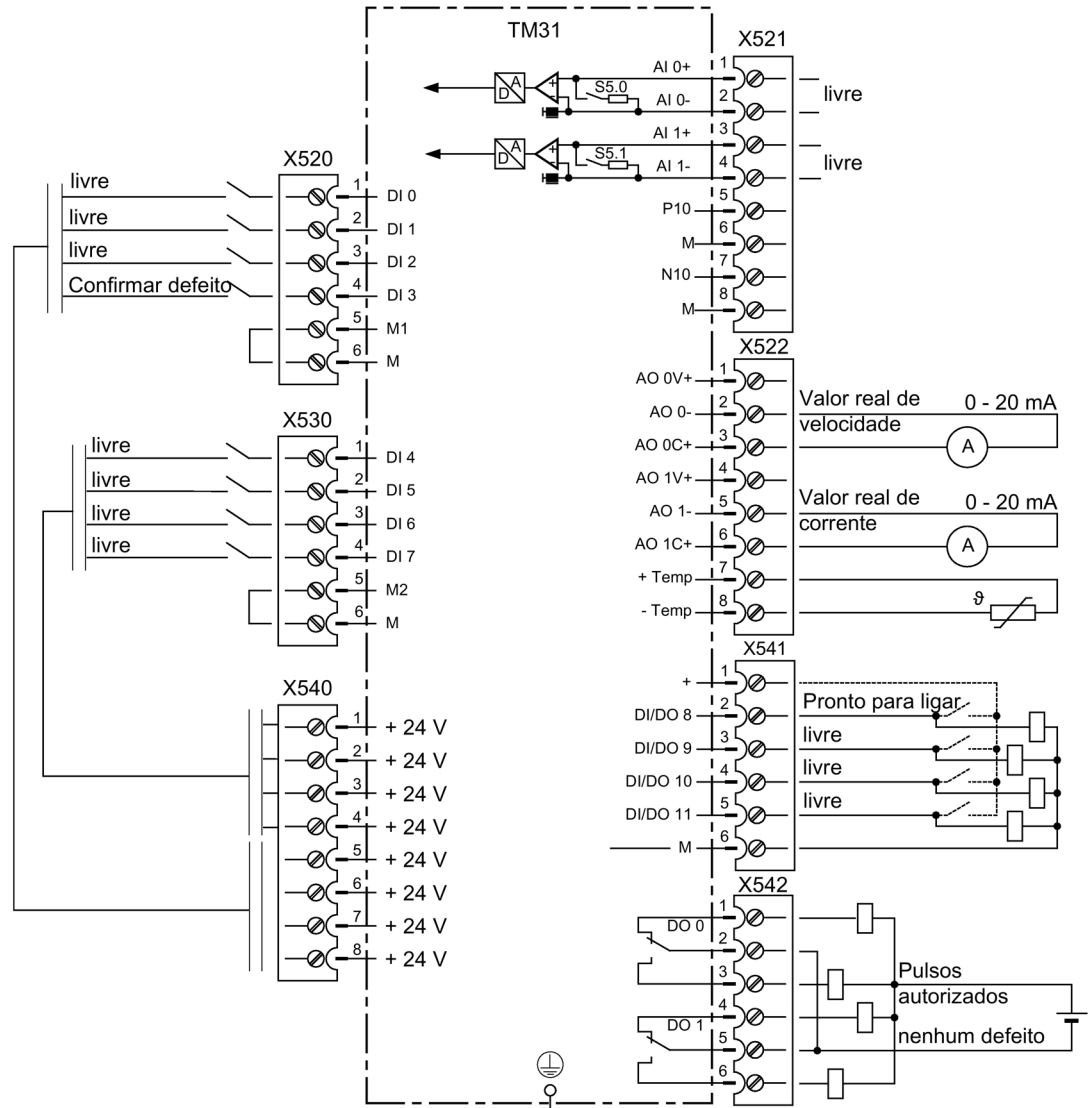 TM31
X521
AI 0+
1
S5.0
D
A
+
-
AI 0-
2
livre
AI 1+
3
S5.1
D
A
+
-
AI 1-
4
livre
P10
5
M
6
N10
7
M
8
X520
livre
1
DI 0
livre
2
DI 1
livre
3
DI 2
Confirmar defeito
4
DI 3
5
M1
6
M
X530
livre
1
DI 4
livre
2
DI 5
livre
3
DI 6
livre
4
DI 7
5
M2
6
M
X540
1
+ 24 V
2
+ 24 V
3
+ 24 V
4
+ 24 V
5
+ 24 V
6
+ 24 V
7
+ 24 V
8
+ 24 V
X522
AO 0V+
1
AO 0-
2
Valor real de
velocidade
0 - 20 mA
AO 0C+
3
A
AO 1V+
4
AO 1-
5
Valor real de
corrente
0 - 20 mA
AO 1C+
6
A
+ Temp
7
- Temp
8
ϑ
X541
+
1
DI/DO 8
2
Pronto para ligar
DI/DO 9
3
livre
DI/DO 10
4
livre
DI/DO 11
5
livre
M
6
X542
1
DO 0
2
3
Pulsos
autorizados
4
DO 1
5
nenhum defeito
6